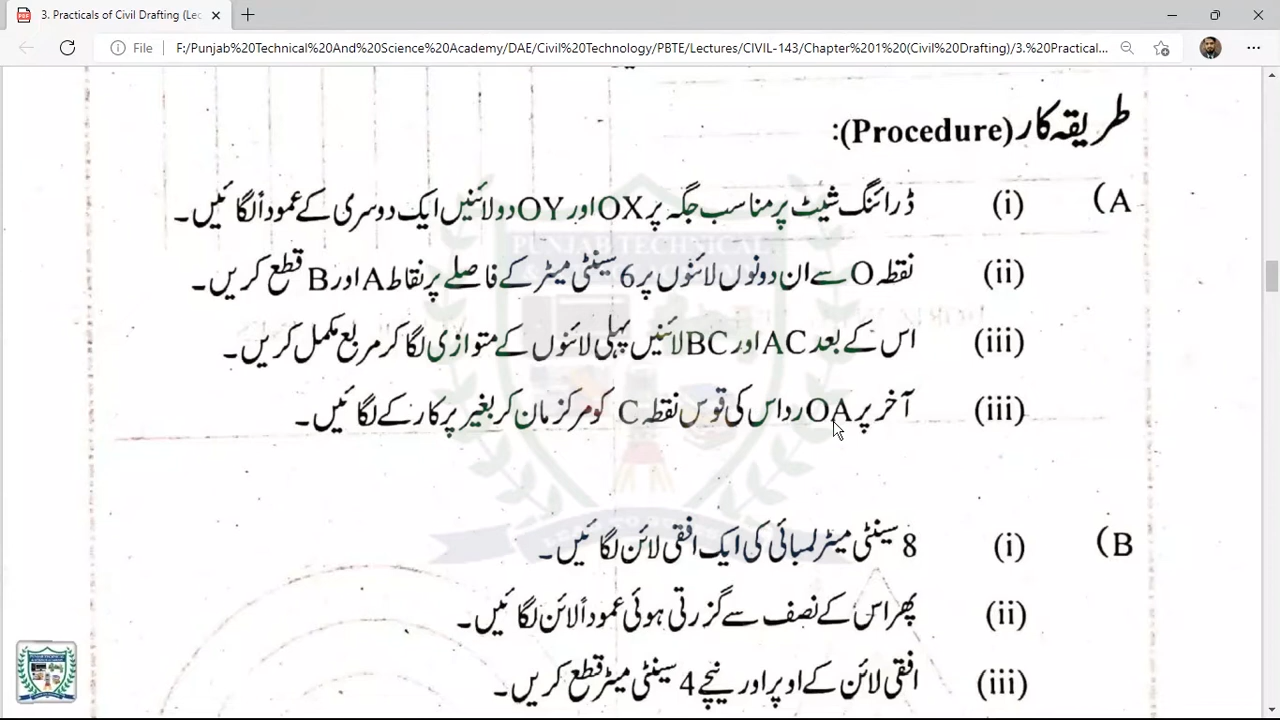 3. Practicals of Civil Drafting (Lec
File
F:/Punjab%20Technical%20And%20Science%20Academy/DAE/Civil%20Technology/PBTE/Lectures/CIVIL-143/Chapter%201%20(Civil%20Drafting)/3.%20Practical...
طریقہ کار (Procedure):
A) (i) ڈرائنگ شیٹ پر مناسب جگہ پر OX اور OY دو لائنیں ایک دوسری کے عموداً لگائیں۔
(ii) نقطہ O سے ان دونوں لائنوں پر 6 سینٹی میٹر کے فاصلے پر نقاط A اور B قطع کریں۔
(iii) اس کے بعد AC اور BC لائنیں پہلی لائنوں کے متوازی لگا کر مربع مکمل کریں۔
(iii) آخر پر OA رداس کی قوس نقطہ C کو مرکز مان کر بغیر پرکار کے لگائیں۔
B) (i) 8 سینٹی میٹر لمبائی کی ایک افقی لائن لگائیں۔
(ii) پھر اس کے نصف سے گزرتی ہوئی عموداً لائن لگائیں۔
(iii) افقی لائن کے اوپر اور نیچے 4 سینٹی میٹر قطع کریں۔
PUNJAB TECHNICAL